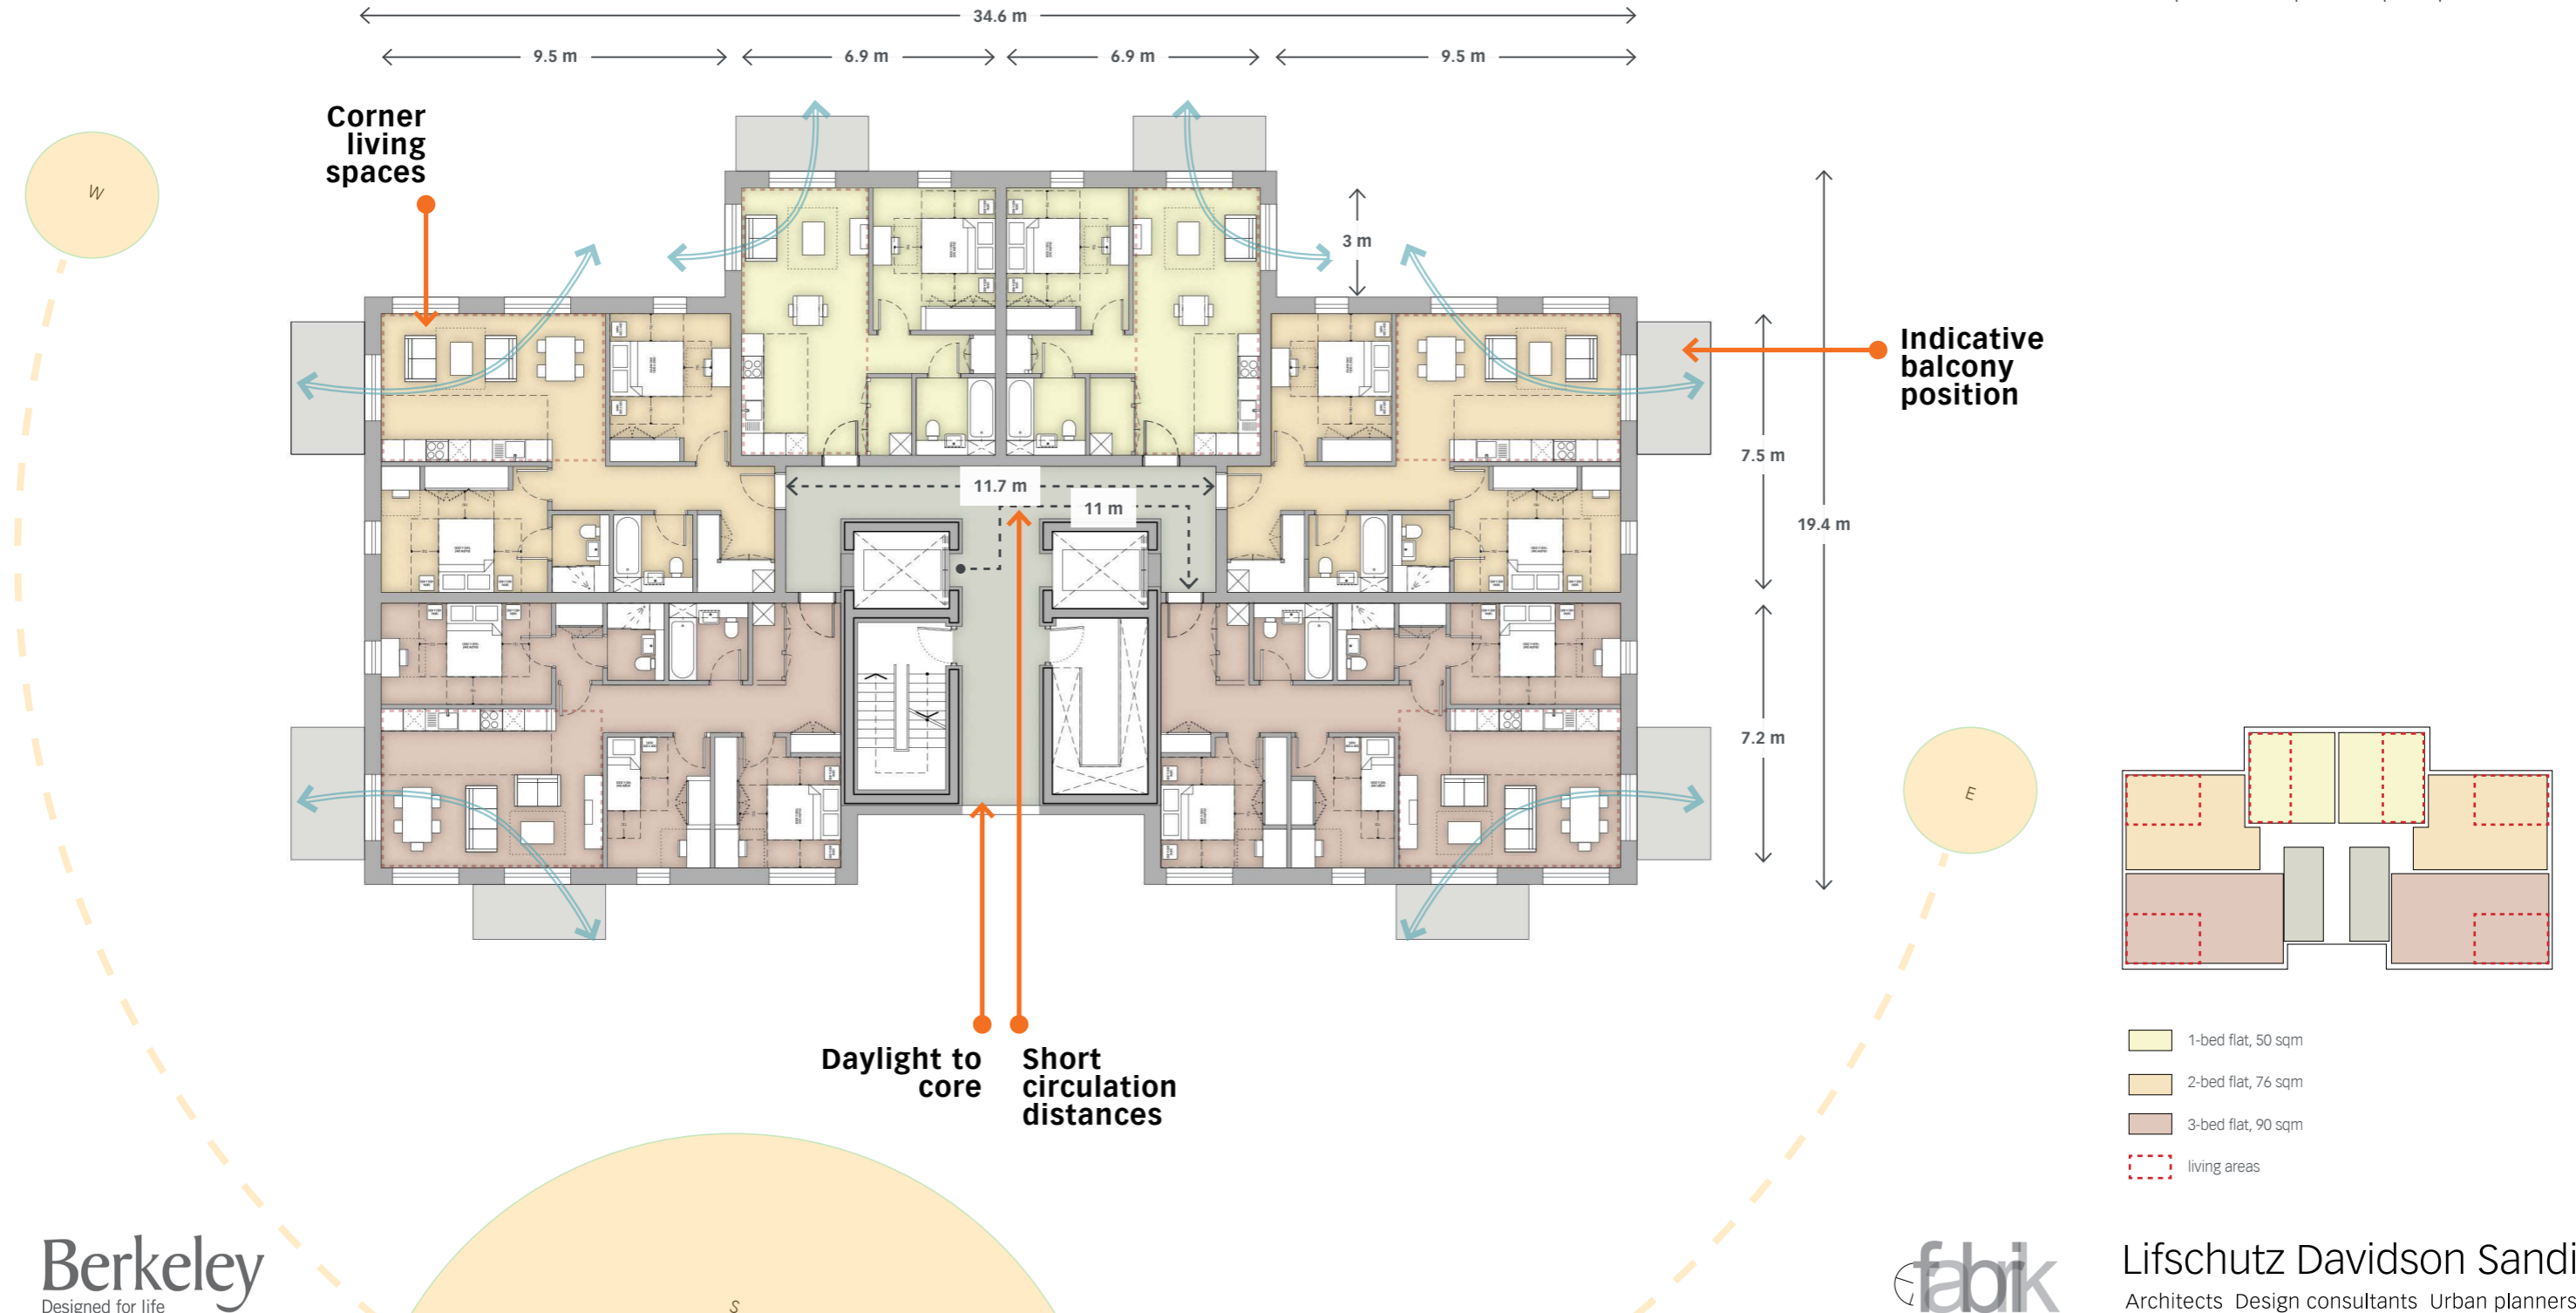 34.6 m
9.5 m
6.9 m
6.9 m
9.5 m
Corner
living
spaces
W
3 m
Indicative
balcony
position
7.5 m
11.7 m
11 m
19.4 m
7.2 m
E
Daylight to
core
Short
circulation
distances
1-bed flat, 50 sqm
2-bed flat, 76 sqm
3-bed flat, 90 sqm
living areas
S
Berkeley
Designed for life
fabrik
Lifschutz Davidson Sandi
Architects Design consultants Urban planners